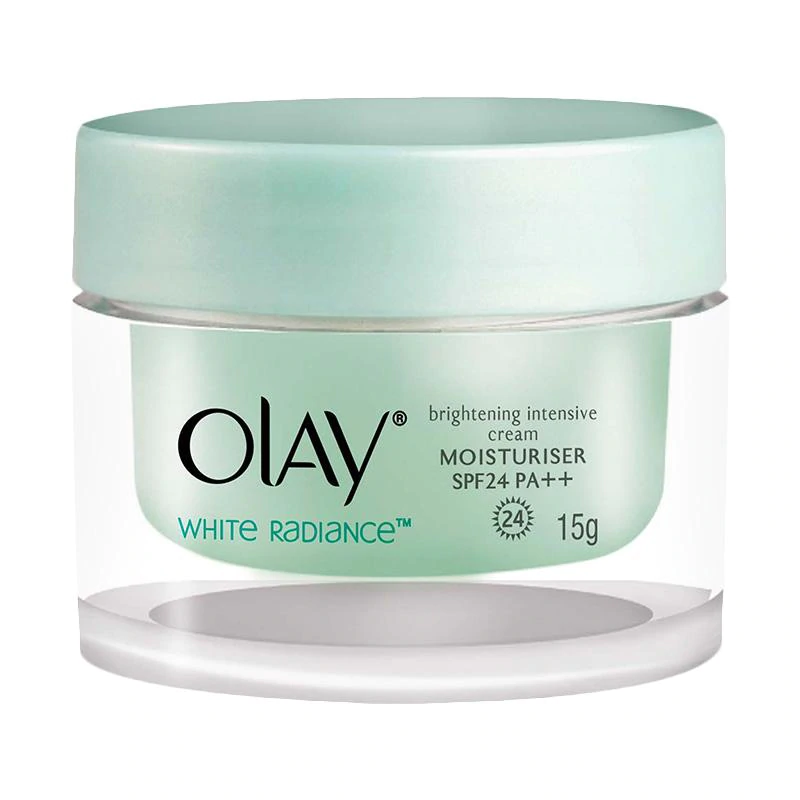 OLAY®
WHITE RADIANCE™
brightening intensive
cream
MOISTURISER
SPF24 PA++
24
15g